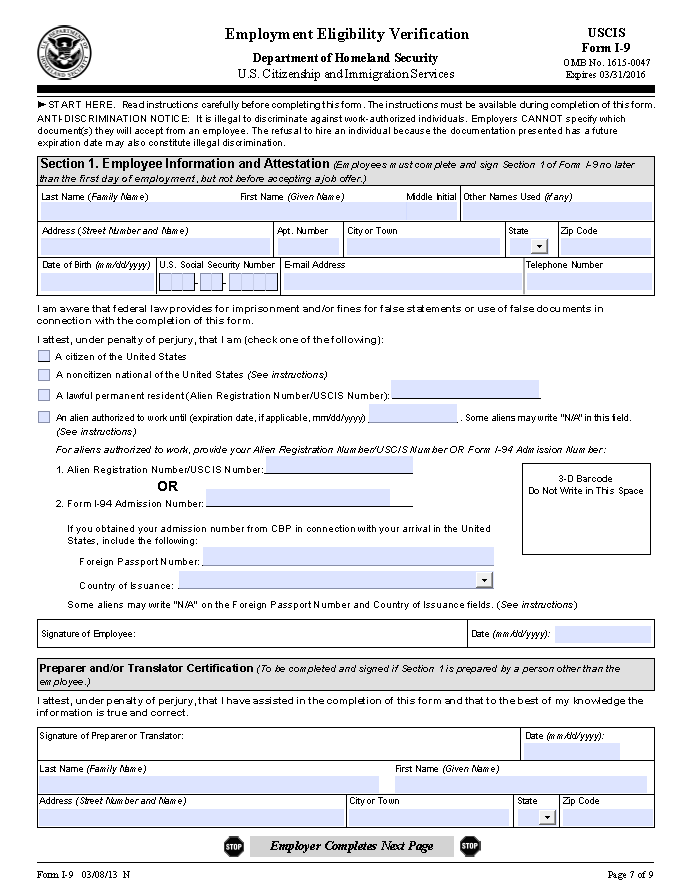 Employment Eligibility Verification
Department of Homeland Security
U.S. Citizenship and Immigration Services
USCIS
Form I-9
OMB No. 1615-0047
Expires 03/31/2016
►START HERE. Read instructions carefully before completing this form. The instructions must be available during completion of this form.
ANTI-DISCRIMINATION NOTICE: It is illegal to discriminate against work-authorized individuals. Employers CANNOT specify which
document(s) they will accept from an employee. The refusal to hire an individual because the documentation presented has a future
expiration date may also constitute illegal discrimination.
Section 1. Employee Information and Attestation (Employees must complete and sign Section 1 of Form I-9 no later
than the first day of employment, but not before accepting a job offer.)
Last Name (Family Name) First Name (Given Name) Middle Initial Other Names Used (if any)
Address (Street Number and Name) Apt. Number City or Town State Zip Code
Date of Birth (mm/dd/yyyy) U.S. Social Security Number E-mail Address Telephone Number
- -
I am aware that federal law provides for imprisonment and/or fines for false statements or use of false documents in
connection with the completion of this form.
I attest, under penalty of perjury, that I am (check one of the following):
A citizen of the United States
A noncitizen national of the United States (See instructions)
A lawful permanent resident (Alien Registration Number/USCIS Number):
An alien authorized to work until (expiration date, if applicable, mm/dd/yyyy) . Some aliens may write "N/A" in this field.
(See instructions)
For aliens authorized to work, provide your Alien Registration Number/USCIS Number OR Form I-94 Admission Number:
1. Alien Registration Number/USCIS Number:
OR
2. Form I-94 Admission Number:
3-D Barcode
Do Not Write in This Space
If you obtained your admission number from CBP in connection with your arrival in the United
States, include the following:
Foreign Passport Number:
Country of Issuance:
Some aliens may write "N/A" on the Foreign Passport Number and Country of Issuance fields. (See instructions)
Signature of Employee: Date (mm/dd/yyyy):
Preparer and/or Translator Certification (To be completed and signed if Section 1 is prepared by a person other than the
employee.)
I attest, under penalty of perjury, that I have assisted in the completion of this form and that to the best of my knowledge the
information is true and correct.
Signature of Preparer or Translator: Date (mm/dd/yyyy):
Last Name (Family Name) First Name (Given Name)
Address (Street Number and Name) City or Town State Zip Code
STOP Employer Completes Next Page STOP
Form I-9 03/08/13 N Page 7 of 9